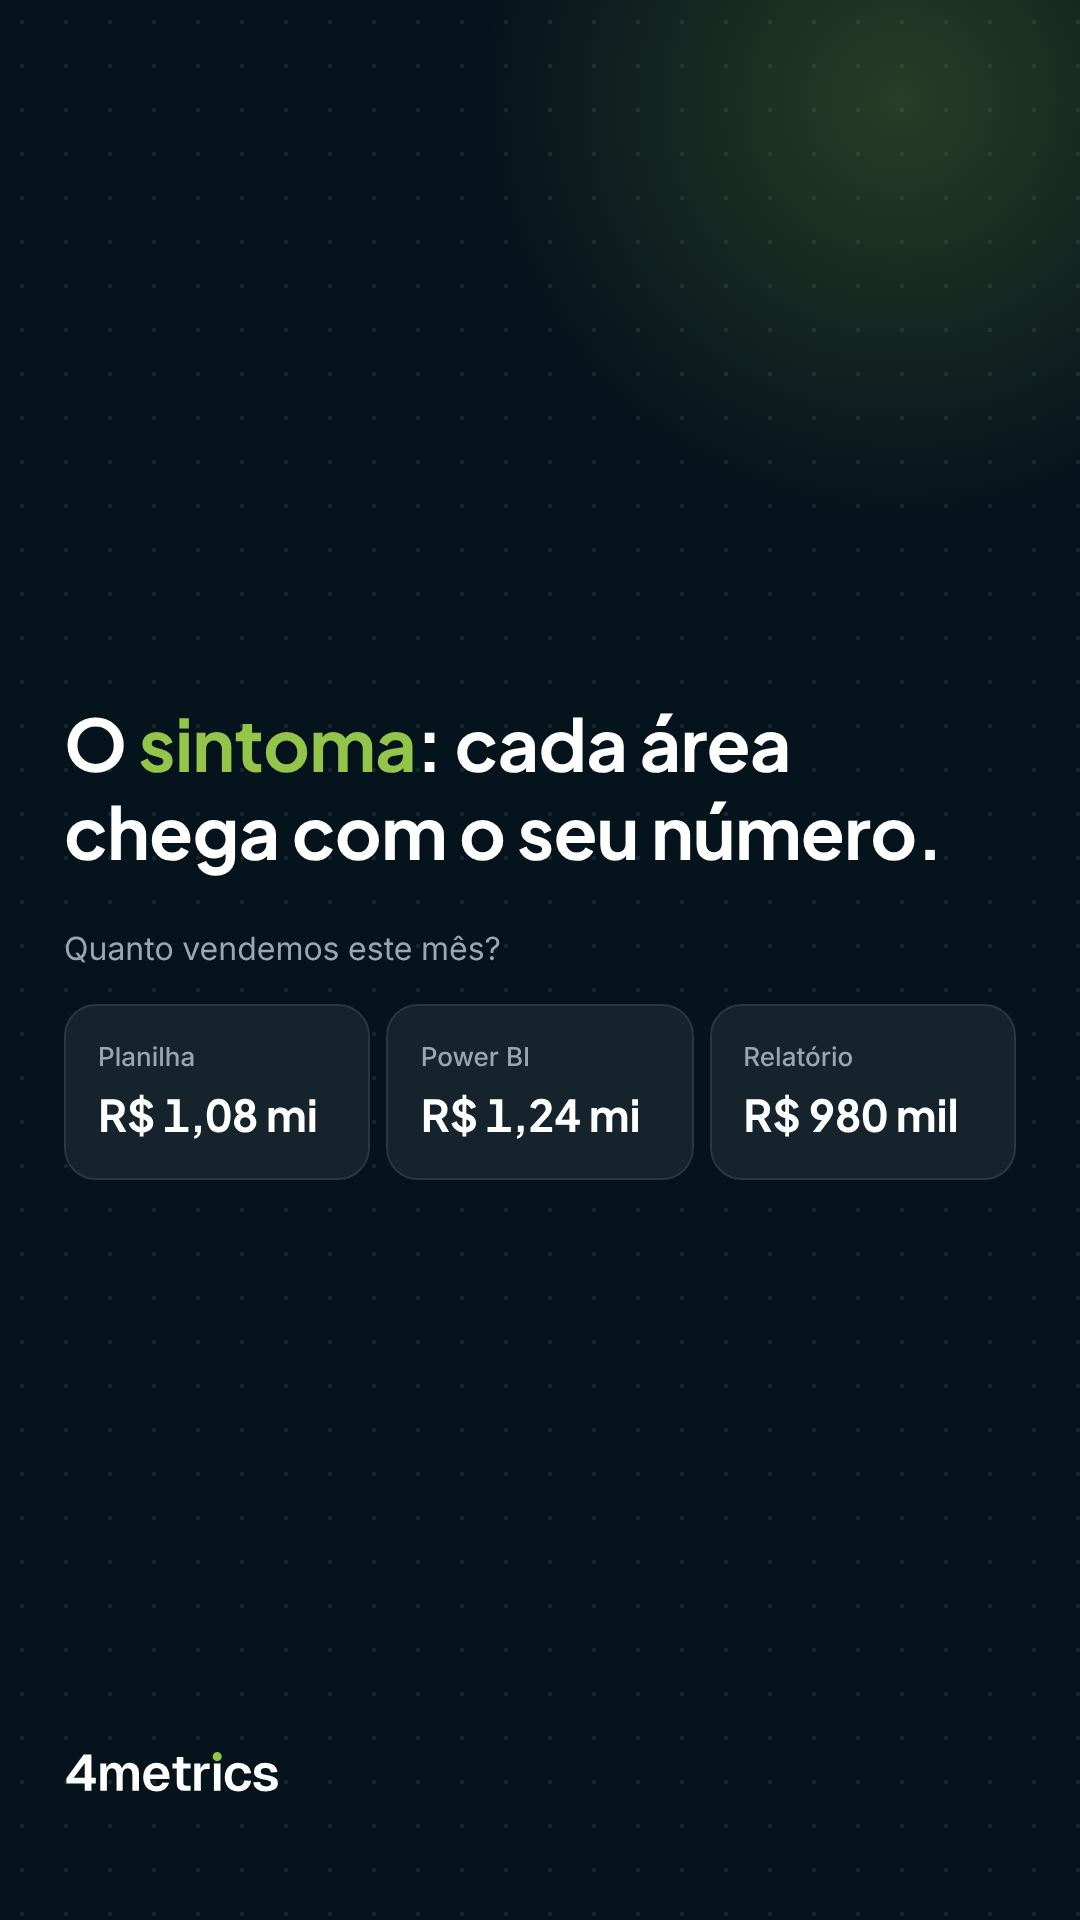 O sintoma: cada área
chega com o seu número.
Quanto vendemos este mês?
Planilha
R$ 1,08 mi
Power BI
R$ 1,24 mi
Relatório
R$ 980 mil
4metrics